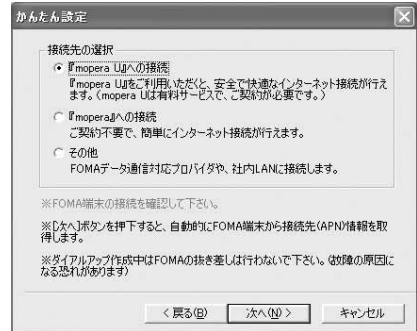 かんたん設定
接続先の選択
『mopera U』への接続
『mopera U』をご利用いただくと、安全で快適なインターネット接続が行え
ます。（mopera Uは有料サービスで、ご契約が必要です。）
『mopera』への接続
ご契約不要で、簡単にインターネット接続が行えます。
その他
FOMAデータ通信対応プロバイダや、社内LANに接続します。
※FOMA端末の接続を確認して下さい。
※[次へ]ボタンを押下すると、自動的にFOMA端末から接続先(APN)情報を取
得します。
※ダイアルアップ作成中はFOMAの抜き差しは行わないで下さい。（故障の原因に
なる恐れがあります）
< 戻る(B)
次へ(N) >
キャンセル